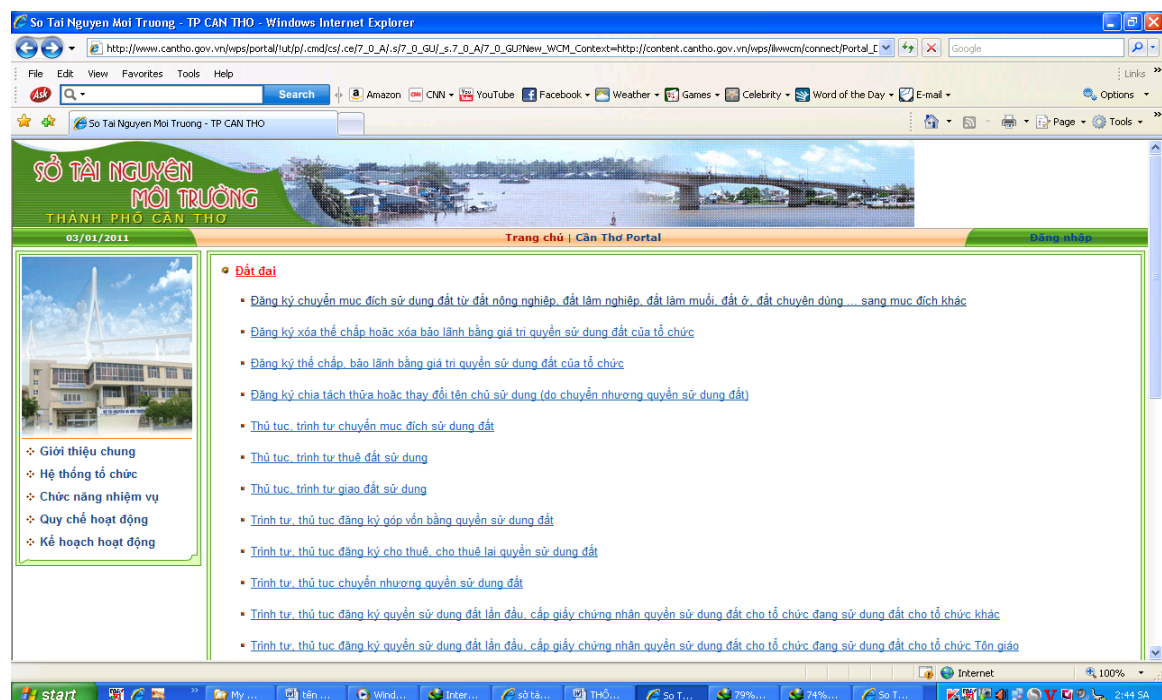 So Tai Nguyen Moi Truong - TP CAN THO - Windows Internet Explorer
http://www.cantho.gov.vn/wps/portal/!ut/p/.cmd/cs/.ce/7_0_A/.s/7_0_GU/_s.7_0_A/7_0_GU?New_WCM_Context=http://content.cantho.gov.vn/wps/ilwwcm/connect/Portal_D
Google
File Edit View Favorites Tools Help
Links
Ask
Search
Amazon CNN YouTube Facebook Weather Games Celebrity Word of the Day E-mail
Options
So Tai Nguyen Moi Truong - TP CAN THO
Page Tools
SỞ TÀI NGUYÊN
MÔI TRƯỜNG
THÀNH PHỐ CẦN THƠ
03/01/2011
Trang chủ | Cần Thơ Portal
Đăng nhập
Đất đai
Đăng ký chuyển mục đích sử dụng đất từ đất nông nghiệp, đất lâm nghiệp, đất làm muối, đất ở, đất chuyên dùng ... sang mục đích khác
Đăng ký xóa thế chấp hoặc xóa bảo lãnh bằng giá trị quyền sử dụng đất của tổ chức
Đăng ký thế chấp, bảo lãnh bằng giá trị quyền sử dụng đất của tổ chức
Đăng ký chia tách thửa hoặc thay đổi tên chủ sử dụng (do chuyển nhượng quyền sử dụng đất)
Thủ tục, trình tự chuyển mục đích sử dụng đất
Thủ tục, trình tự thuê đất sử dụng
Thủ tục, trình tự giao đất sử dụng
Trình tự, thủ tục đăng ký góp vốn bằng quyền sử dụng đất
Trình tự, thủ tục đăng ký cho thuê, cho thuê lại quyền sử dụng đất
Trình tự, thủ tục chuyển nhượng quyền sử dụng đất
Trình tự, thủ tục đăng ký quyền sử dụng đất lần đầu, cấp giấy chứng nhận quyền sử dụng đất cho tổ chức đang sử dụng đất cho tổ chức khác
Trình tự, thủ tục đăng ký quyền sử dụng đất lần đầu, cấp giấy chứng nhận quyền sử dụng đất cho tổ chức đang sử dụng đất cho tổ chức Tôn giáo
Giới thiệu chung
Hệ thống tổ chức
Chức năng nhiệm vụ
Quy chế hoạt động
Kế hoạch hoạt động
Internet
100%
start
My ...
tên ...
Wind...
Inter...
sở tà...
THÔ...
So T...
79%...
74%...
So T...
2:44 SA